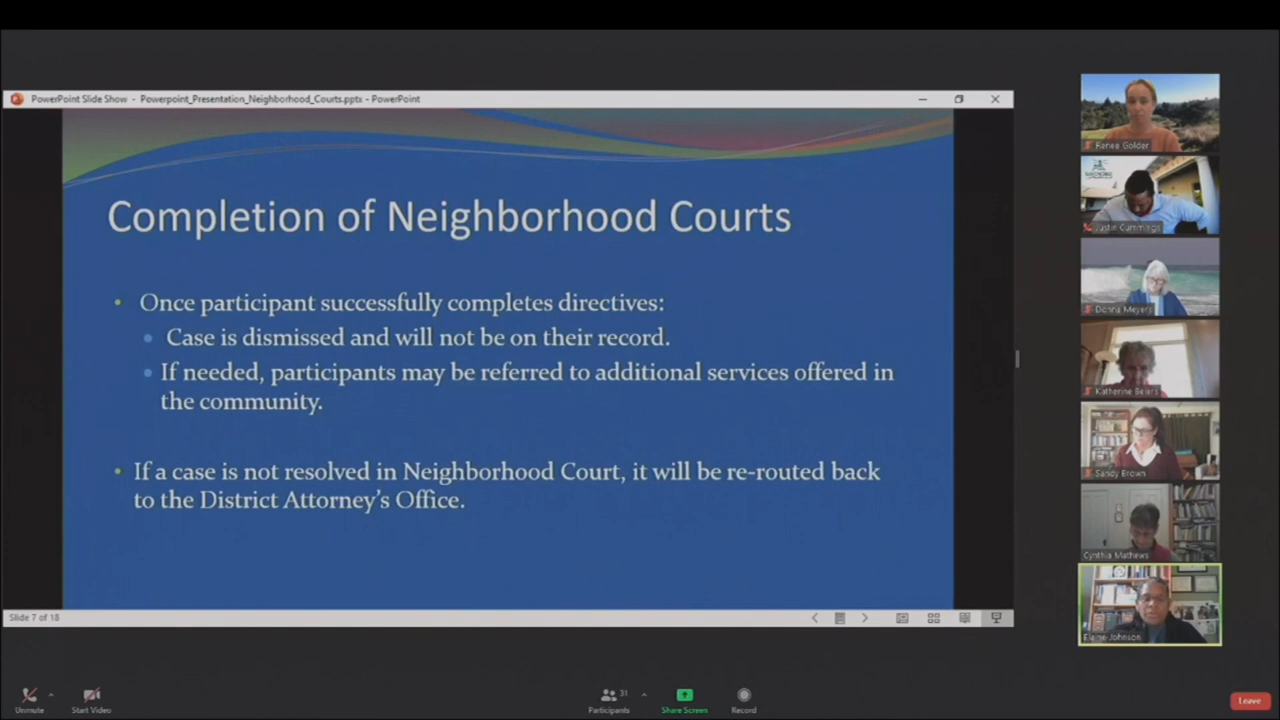 PowerPoint Slide Show - Powerpoint_Presentation_Neighborhood_Courts.pptx - PowerPoint
Completion of Neighborhood Courts
• Once participant successfully completes directives:
• Case is dismissed and will not be on their record.
• If needed, participants may be referred to additional services offered in
the community.
• If a case is not resolved in Neighborhood Court, it will be re-routed back
to the District Attorney's Office.
Slide 7 of 18
Renee Golder
Justin Cummings
Donna Meyers
Katherine Beiers
Sandy Brown
Cynthia Mathews
Elaine Johnson
Unmute
Start Video
31
Participants
Share Screen
Record
Leave